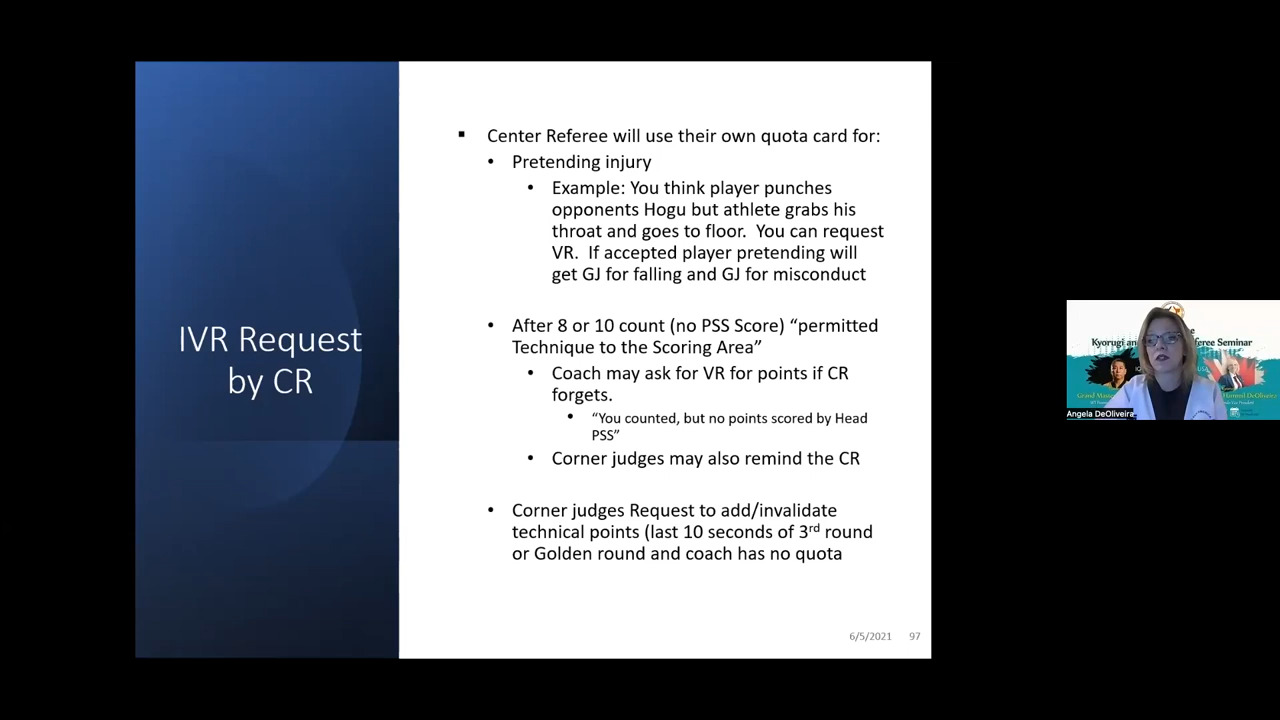 IVR Request
by CR
▪ Center Referee will use their own quota card for:
• Pretending injury
• Example: You think player punches
opponents Hogu but athlete grabs his
throat and goes to floor. You can request
VR. If accepted player pretending will
get GJ for falling and GJ for misconduct
• After 8 or 10 count (no PSS Score) “permitted
Technique to the Scoring Area”
• Coach may ask for VR for points if CR
forgets.
• “You counted, but no points scored by Head
PSS”
• Corner judges may also remind the CR
• Corner judges Request to add/invalidate
technical points (last 10 seconds of 3rd round
or Golden round and coach has no quota
6/5/2021 97
Kyorugi and
eree Seminar
DeOliveira
Angela DeOliveira